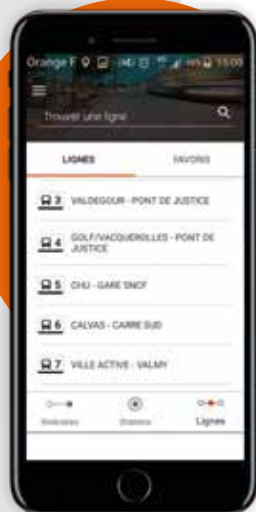 Orange F 15:09
Trouver une ligne
LIGNES FAVORIS
3 VALDEGOUR - PONT DE JUSTICE
4 GOLF/VACQUEROLLES - PONT DE
JUSTICE
5 CHU - GARE SNCF
6 CALVAS - CARRE SUD
7 VILLE ACTIVE - VALMY
Itinéraires Stations Lignes